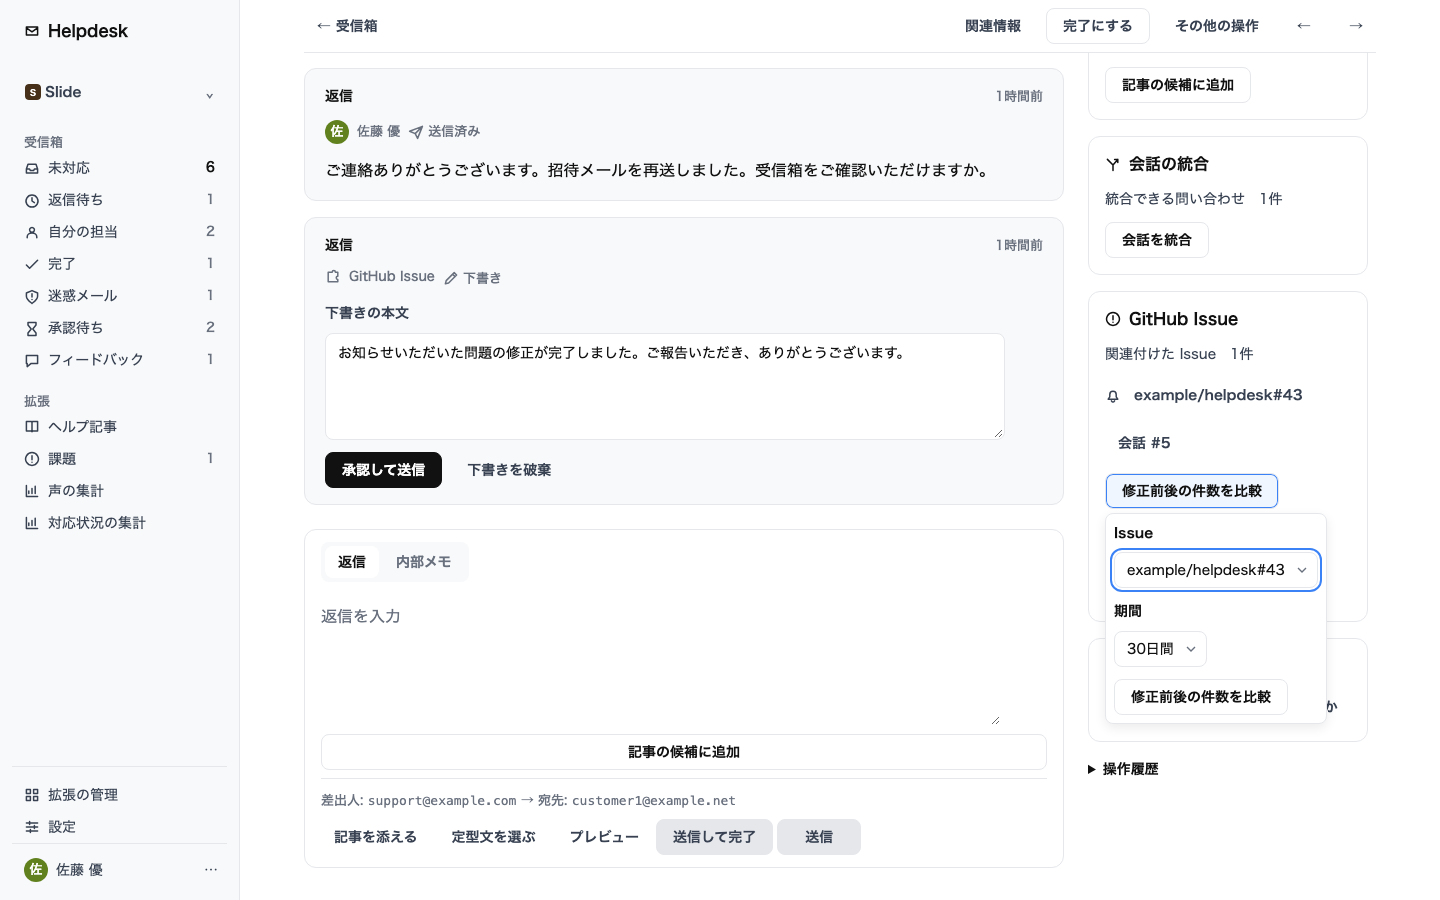 Helpdesk
S Slide
受信箱
未対応 6
返信待ち 1
自分の担当 2
完了 1
迷惑メール 1
承認待ち 2
フィードバック 1
拡張
ヘルプ記事
課題 1
声の集計
対応状況の集計
拡張の管理
設定
佐 佐藤 優 ...
← 受信箱
関連情報 完了にする その他の操作 ← →
返信 1時間前
佐 佐藤 優 送信済み
ご連絡ありがとうございます。招待メールを再送しました。受信箱をご確認いただけますか。
返信 1時間前
GitHub Issue 下書き
下書きの本文
お知らせいただいた問題の修正が完了しました。ご報告いただき、ありがとうございます。
承認して送信 下書きを破棄
返信 内部メモ
返信を入力
記事の候補に追加
差出人: support@example.com → 宛先: customer1@example.net
記事を添える 定型文を選ぶ プレビュー 送信して完了 送信
記事の候補に追加
会話の統合
統合できる問い合わせ 1件
会話を統合
GitHub Issue
関連付けた Issue 1件
example/helpdesk#43
会話 #5
修正前後の件数を比較
Issue
example/helpdesk#43
期間
30日間
修正前後の件数を比較
か
▶ 操作履歴